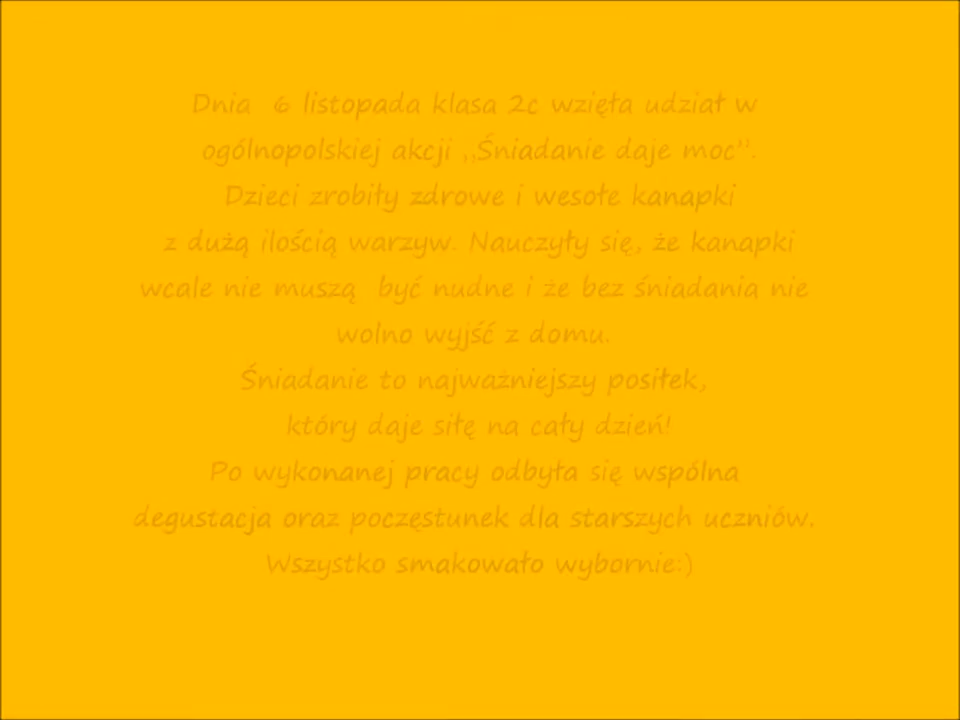 Dnia 6 listopada klasa 2c wzięła udział w
ogólnopolskiej akcji ,,Śniadanie daje moc".
Dzieci zrobiły zdrowe i wesołe kanapki
z dużą ilością warzyw. Nauczyły się, że kanapki
wcale nie muszą być nudne i że bez śniadania nie
wolno wyjść z domu.
Śniadanie to najważniejszy posiłek,
który daje siłę na cały dzień!
Po wykonanej pracy odbyła się wspólna
degustacja oraz poczęstunek dla starszych uczniów.
Wszystko smakowało wybornie:)